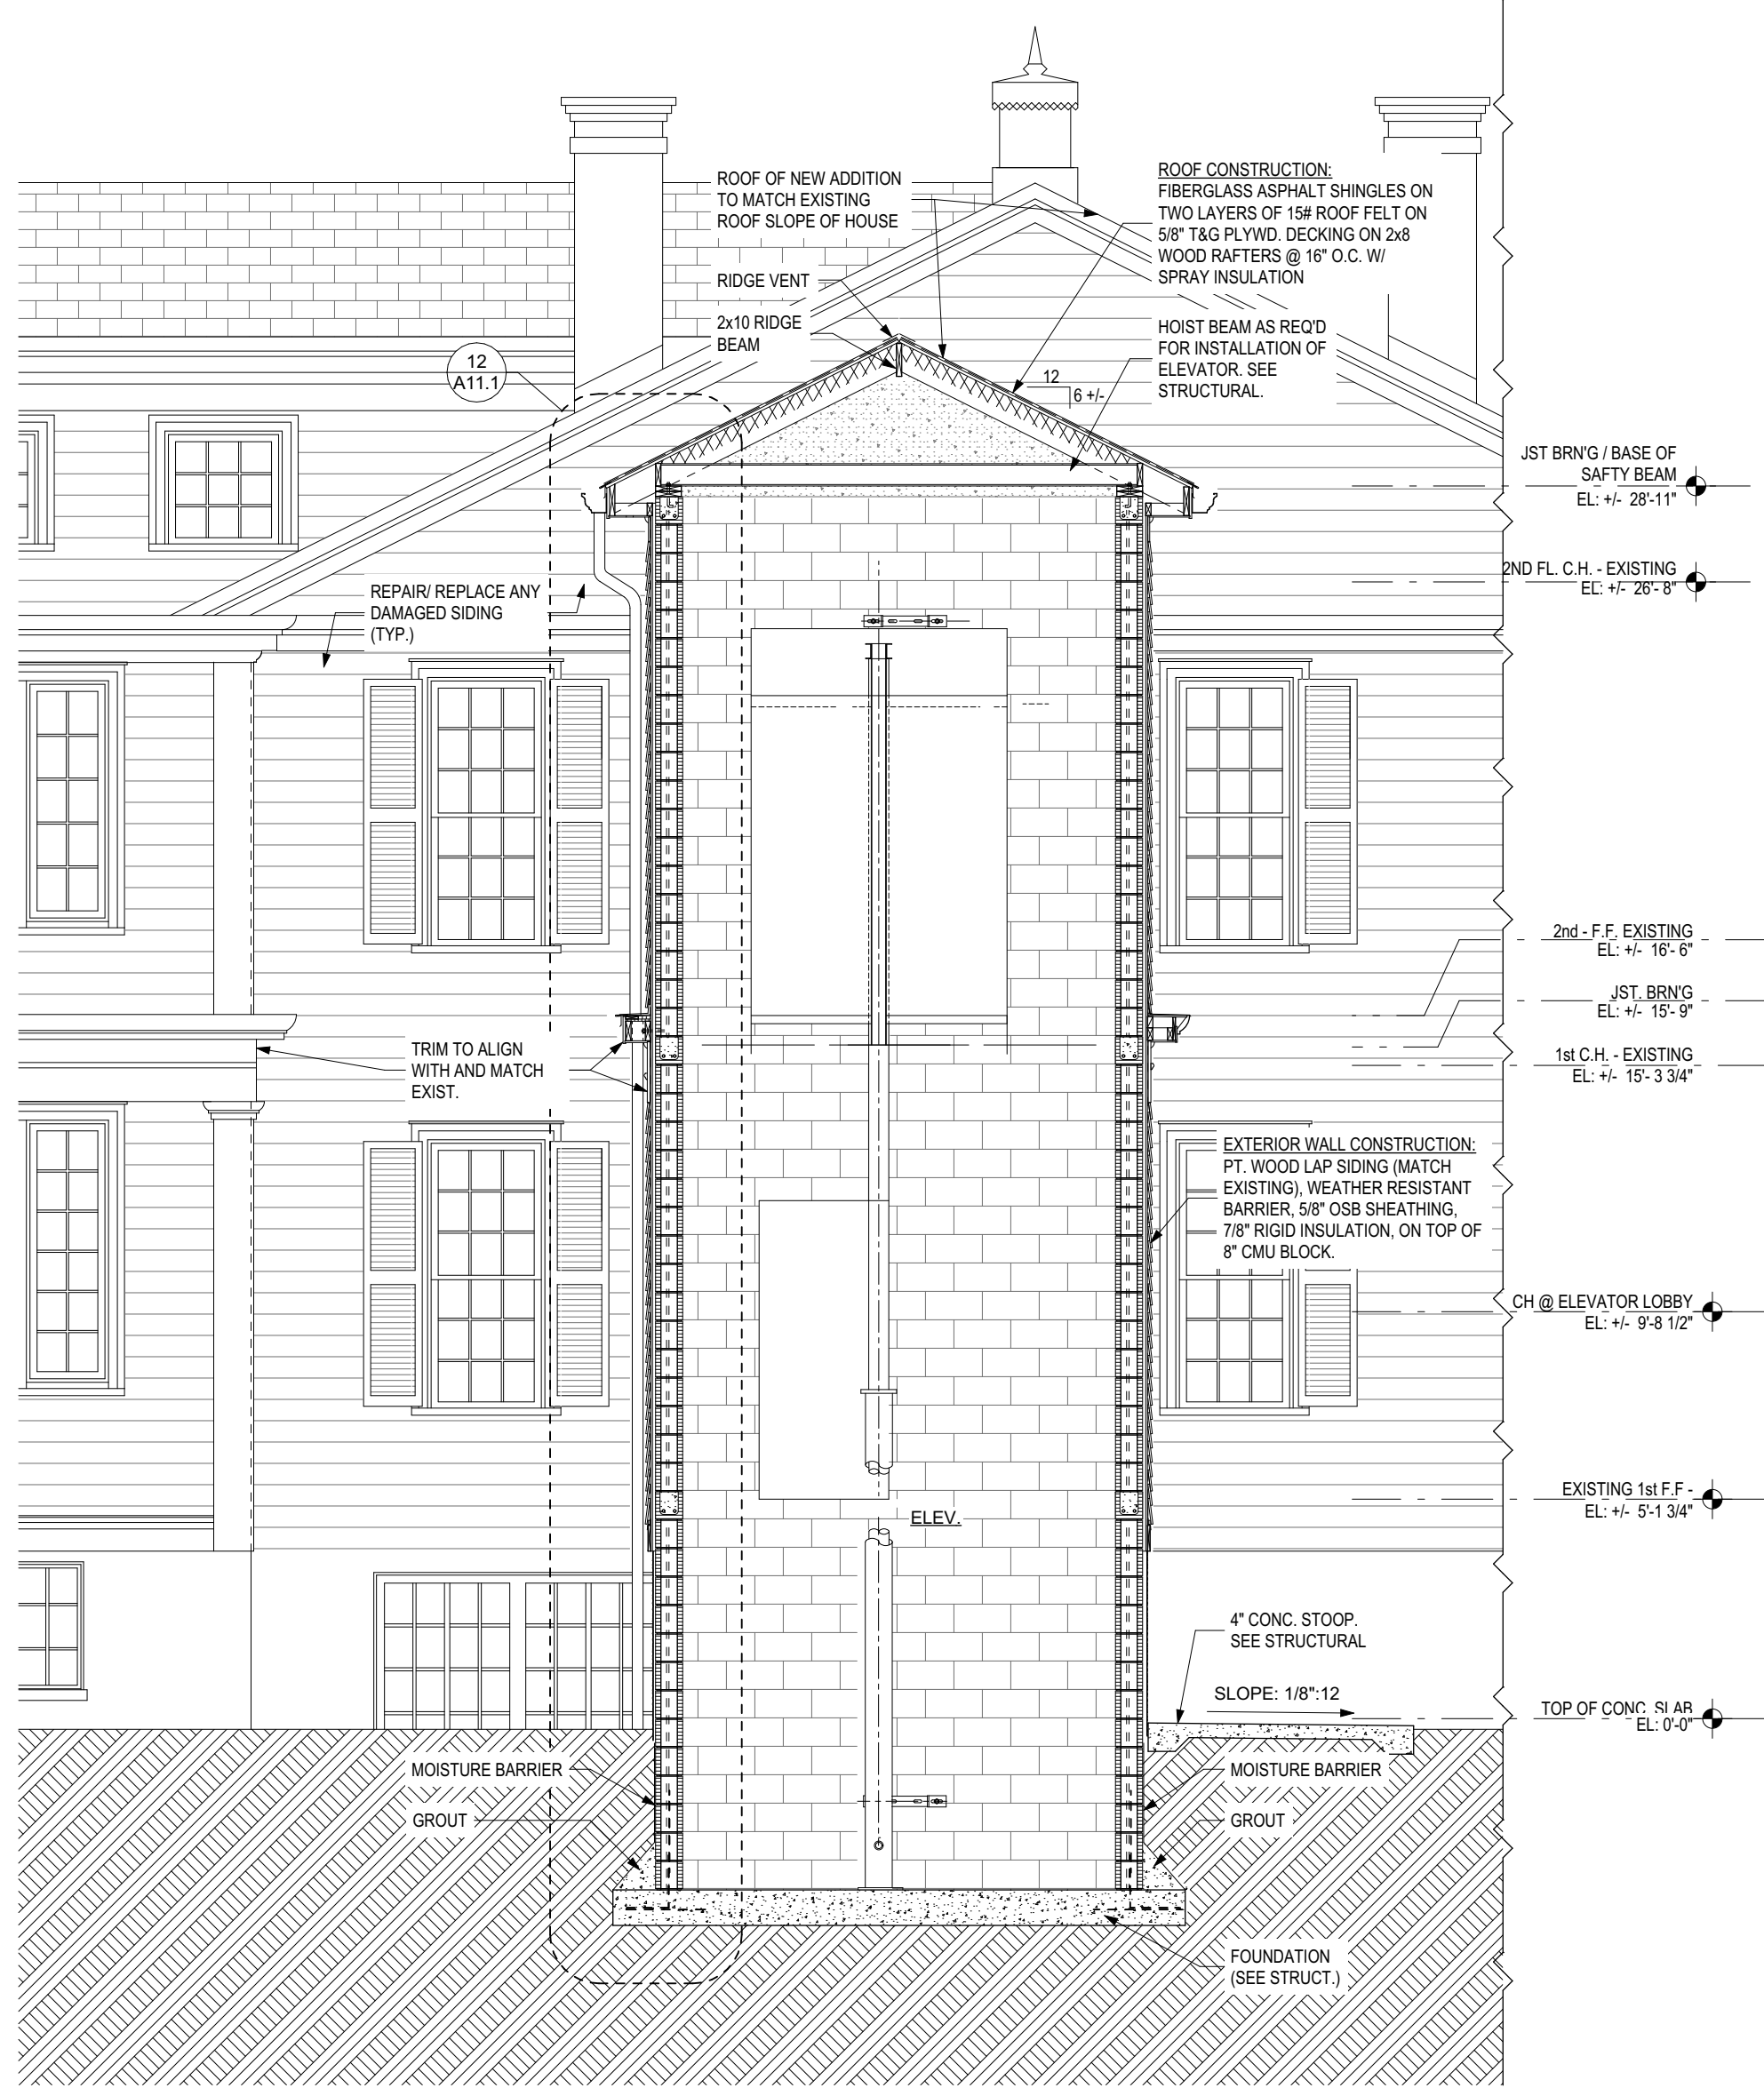 ROOF OF NEW ADDITION
TO MATCH EXISTING
ROOF SLOPE OF HOUSE
RIDGE VENT
2x10 RIDGE
BEAM
12
A11.1
ROOF CONSTRUCTION:
FIBERGLASS ASPHALT SHINGLES ON
TWO LAYERS OF 15# ROOF FELT ON
5/8" T&G PLYWD. DECKING ON 2x8
WOOD RAFTERS @ 16" O.C. W/
SPRAY INSULATION
HOIST BEAM AS REQ'D
FOR INSTALLATION OF
ELEVATOR. SEE
STRUCTURAL.
12
6 +/-
JST BRN'G / BASE OF
SAFTY BEAM
EL: +/- 28'-11"
2ND FL. C.H. - EXISTING
EL: +/- 26'- 8"
REPAIR/ REPLACE ANY
DAMAGED SIDING
(TYP.)
2nd - F.F. EXISTING
EL: +/- 16'- 6"
JST. BRN'G
EL: +/- 15'- 9"
1st C.H. - EXISTING
EL: +/- 15'- 3 3/4"
TRIM TO ALIGN
WITH AND MATCH
EXIST.
EXTERIOR WALL CONSTRUCTION:
PT. WOOD LAP SIDING (MATCH
EXISTING), WEATHER RESISTANT
BARRIER, 5/8" OSB SHEATHING,
7/8" RIGID INSULATION, ON TOP OF
8" CMU BLOCK.
CH @ ELEVATOR LOBBY
EL: +/- 9'-8 1/2"
EXISTING 1st F.F -
EL: +/- 5'-1 3/4"
ELEV.
4" CONC. STOOP.
SEE STRUCTURAL
SLOPE: 1/8":12
TOP OF CONC. SLAB
EL: 0'-0"
MOISTURE BARRIER
GROUT
MOISTURE BARRIER
GROUT
FOUNDATION
(SEE STRUCT.)